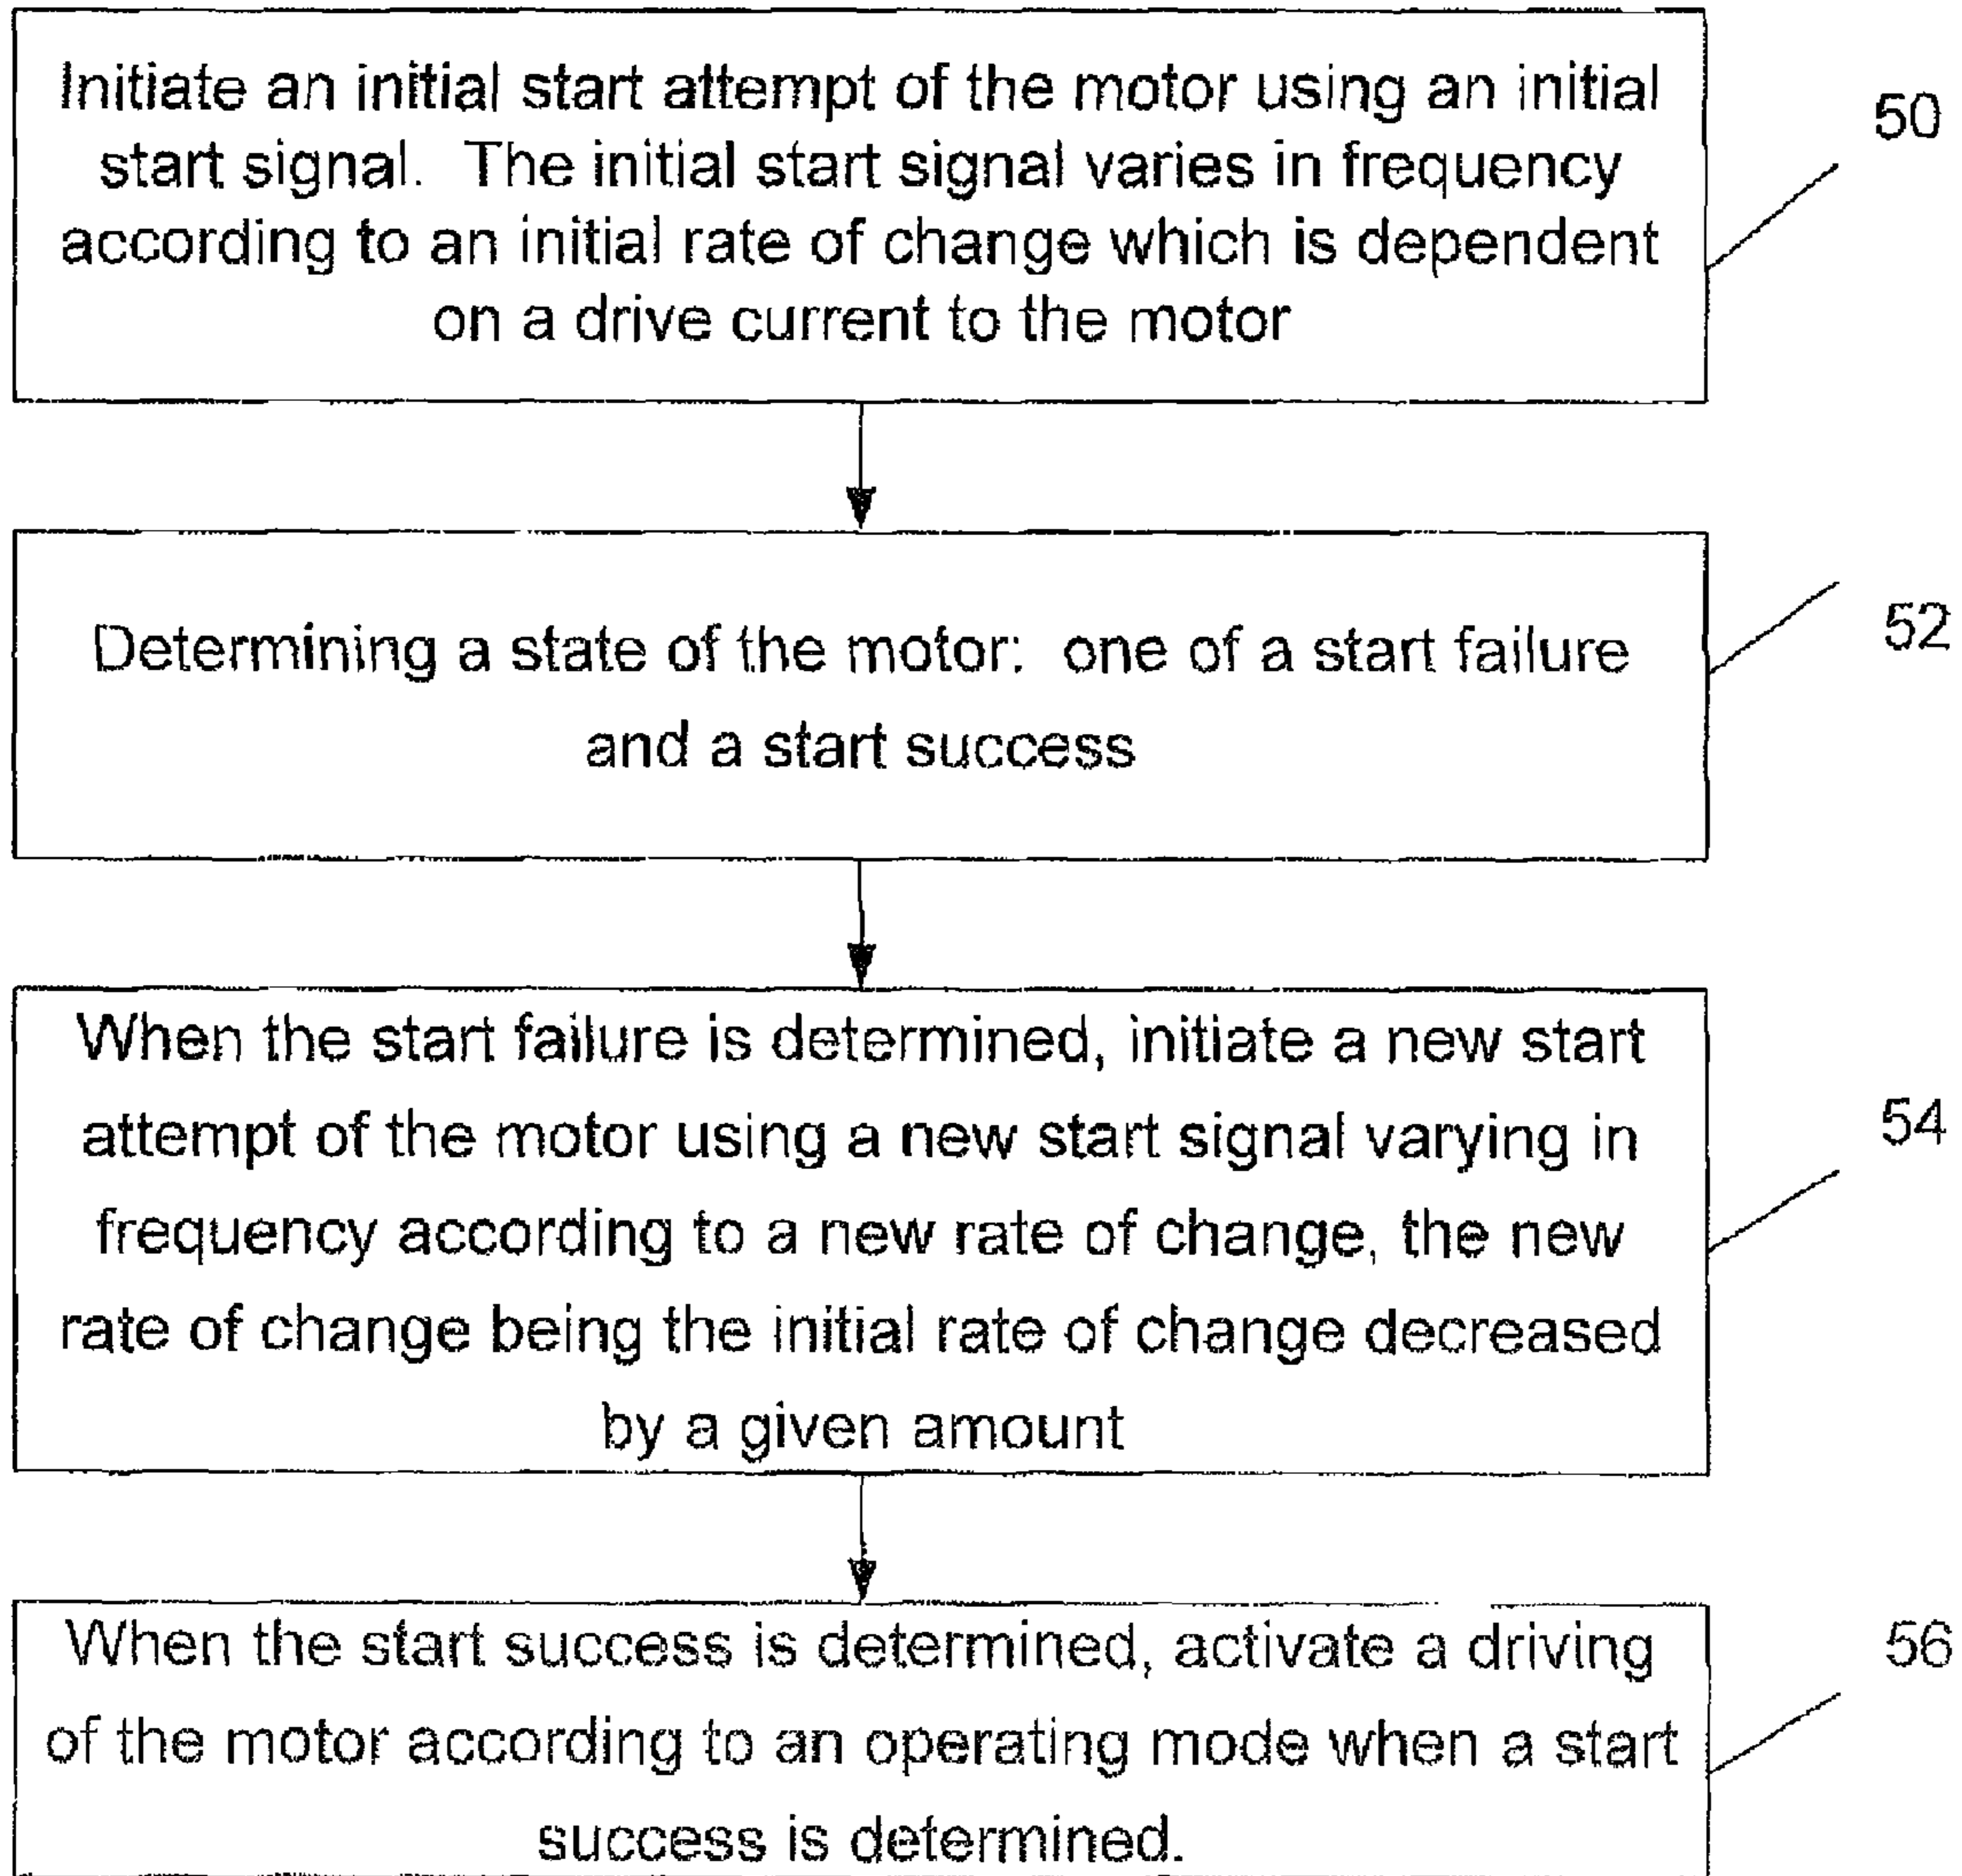 Initiate an initial start attempt of the motor using an initial
start signal. The initial start signal varies in frequency
according to an initial rate of change which is dependent
on a drive current to the motor
50
Determining a state of the motor: one of a start failure
and a start success
52
When the start failure is determined, initiate a new start
attempt of the motor using a new start signal varying in
frequency according to a new rate of change, the new
rate of change being the initial rate of change decreased
by a given amount
54
When the start success is determined, activate a driving
of the motor according to an operating mode when a start
success is determined.
56